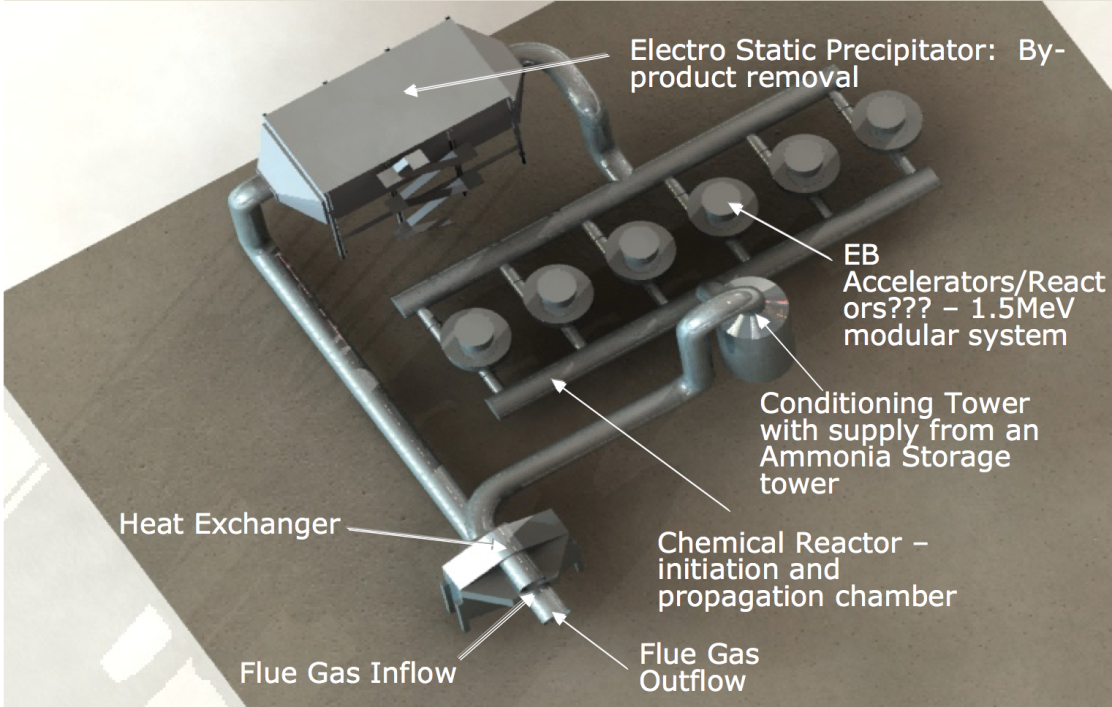 Electro Static Precipitator:  By-
product removal
EB
Accelerators/React
ors??? – 1.5MeV
modular system
Conditioning Tower
with supply from an
Ammonia Storage
tower
Heat Exchanger
Chemical Reactor –
initiation and
propagation chamber
Flue Gas Inflow
Flue Gas
Outflow